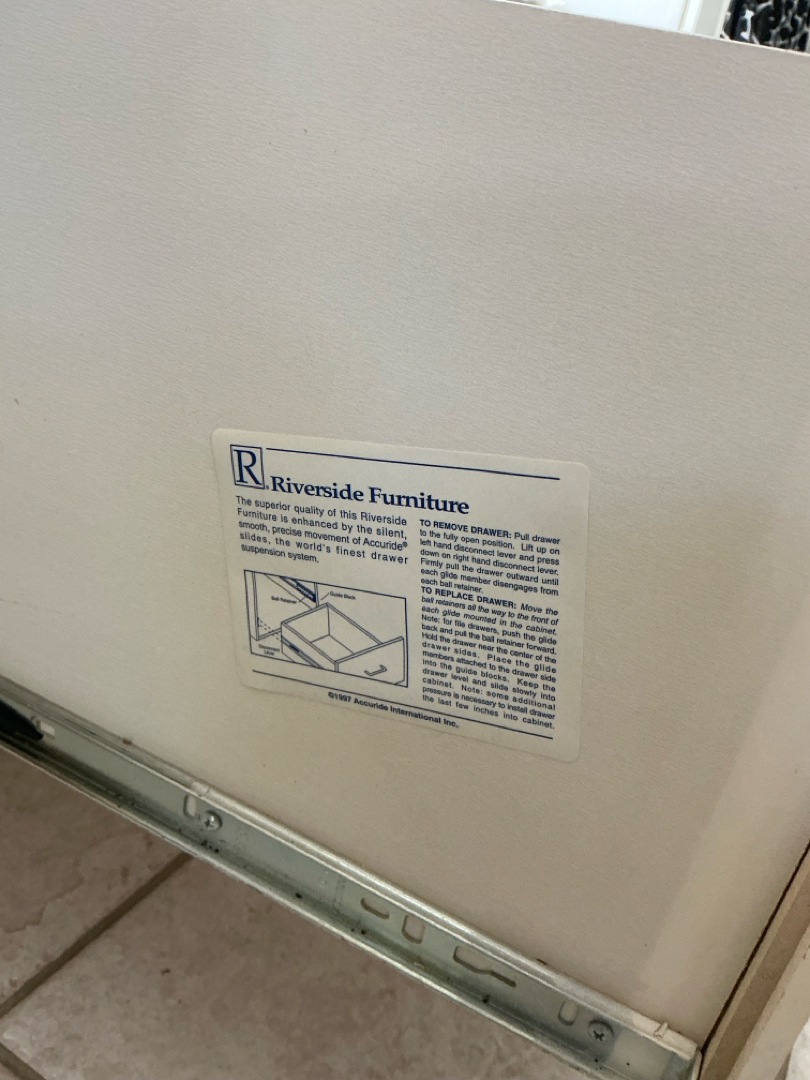 R
Riverside Furniture
The superior quality of this Riverside
Furniture is enhanced by the silent,
smooth, precise movement of Accuride®
slides, the world's finest drawer
suspension system.
Ball Retainer
Guide Block
Disconnect
Lever
TO REMOVE DRAWER: Pull drawer
to the fully open position. Lift up on
left hand disconnect lever and press
down on right hand disconnect lever.
Firmly pull the drawer outward until
each glide member disengages from
each ball retainer.
TO REPLACE DRAWER: Move the
ball retainers all the way to the front of
each glide mounted in the cabinet.
Note: for file drawers, push the glide
back and pull the ball retainer forward.
Hold the drawer near the center of the
drawer sides. Place the glide
members attached to the drawer side
into the guide blocks. Keep the
drawer level and slide slowly into
cabinet. Note: some additional
pressure is necessary to install drawer
the last few inches into cabinet.
©1997 Accuride International Inc.